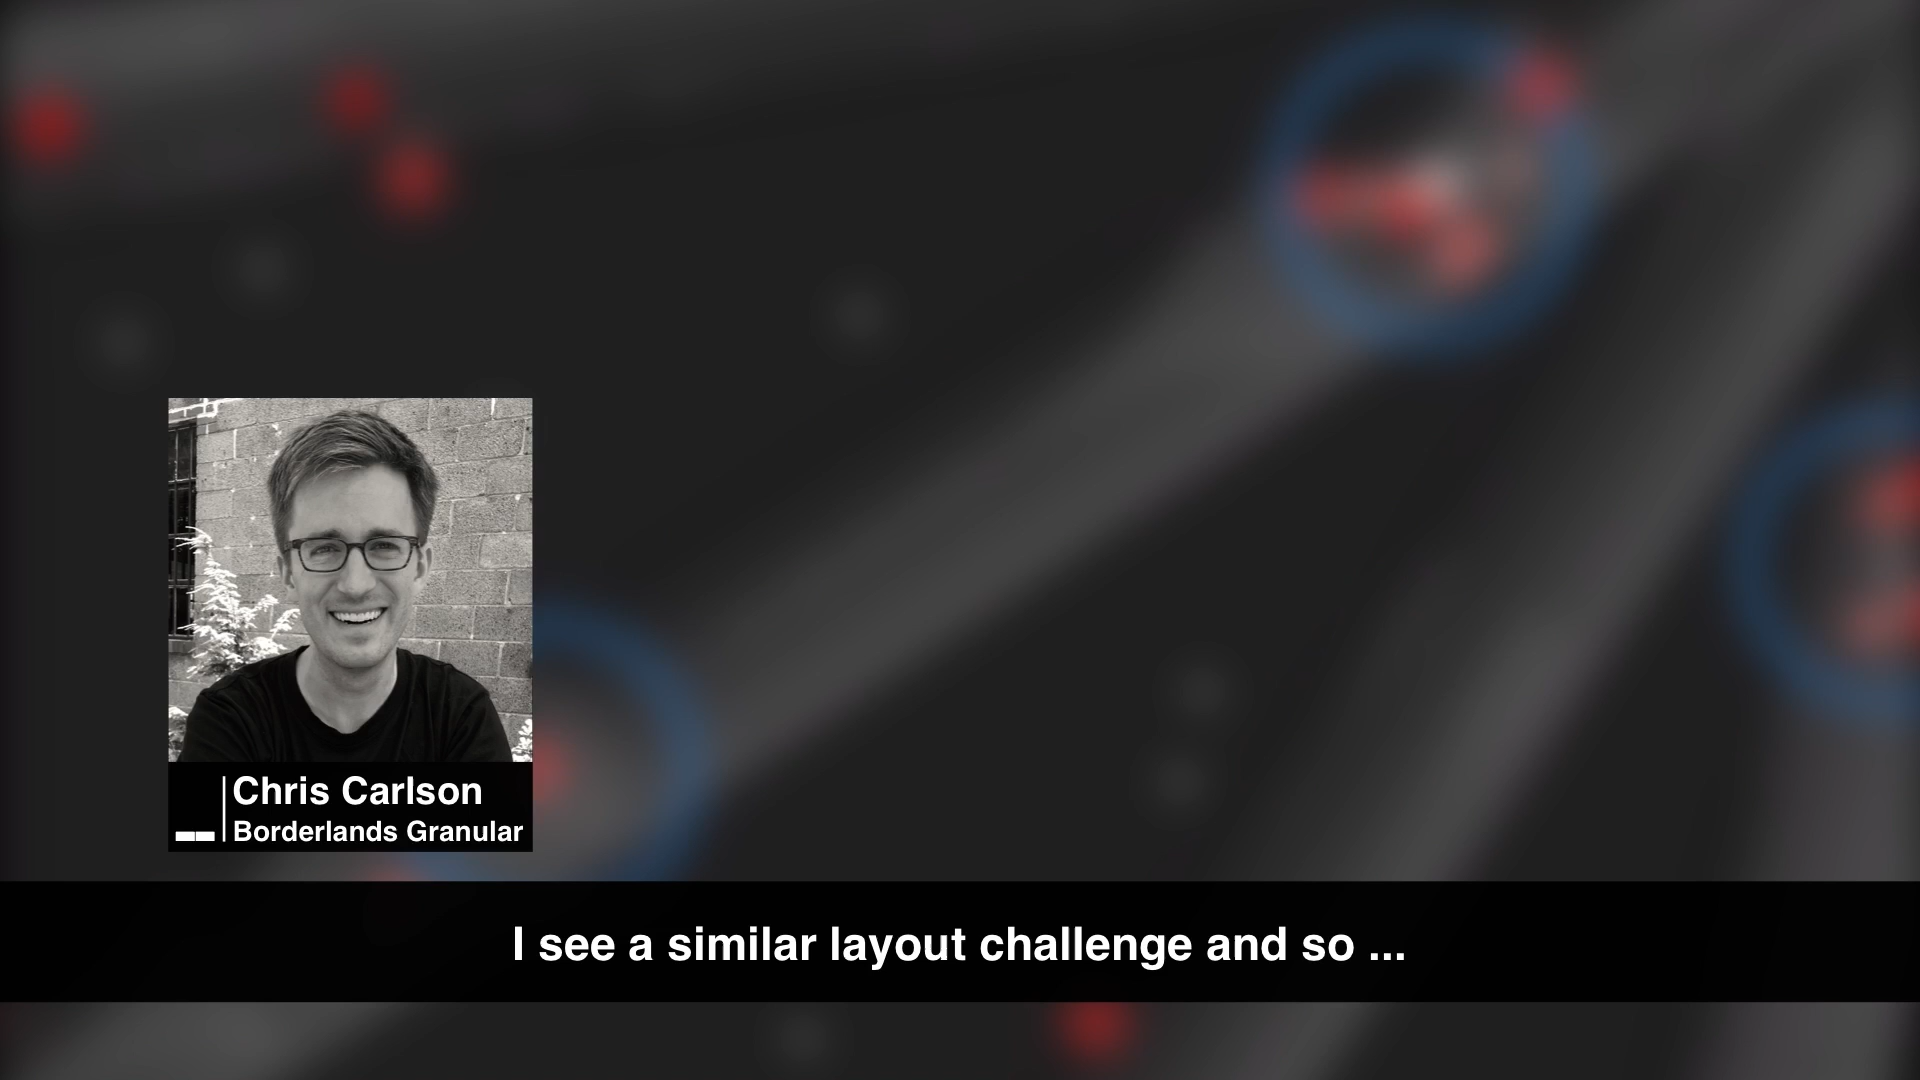 Chris Carlson
Borderlands Granular
I see a similar layout challenge and so ...